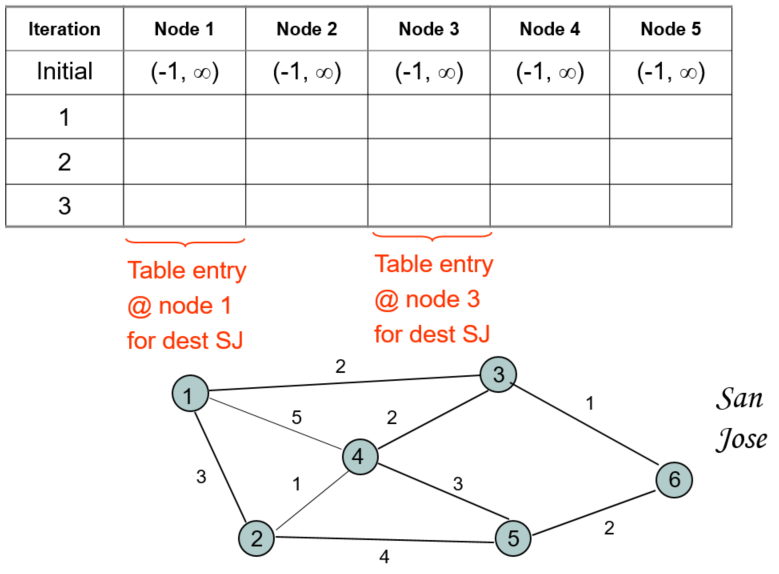 Iteration Node 1 Node 2 Node 3 Node 4 Node 5
Initial (-1, ∞) (-1, ∞) (-1, ∞) (-1, ∞) (-1, ∞)
1
2
3
Table entry
@ node 1
for dest SJ
Table entry
@ node 3
for dest SJ
2
3
1
1
5
2
San
Jose
4
3
1
3
6
2
5
2
4